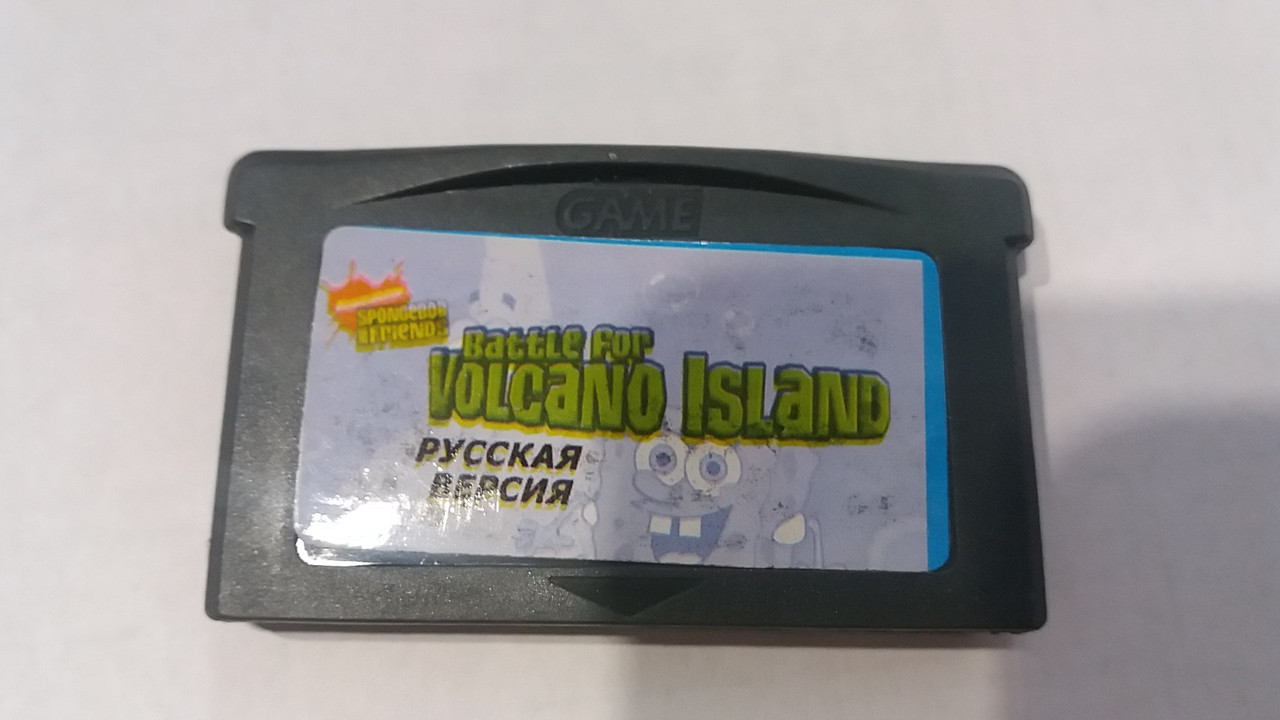 GAME
SPONGEBOB
& FRIENDS
Battle For
VOLCANO ISLAND
РУССКАЯ
ВЕРСИЯ